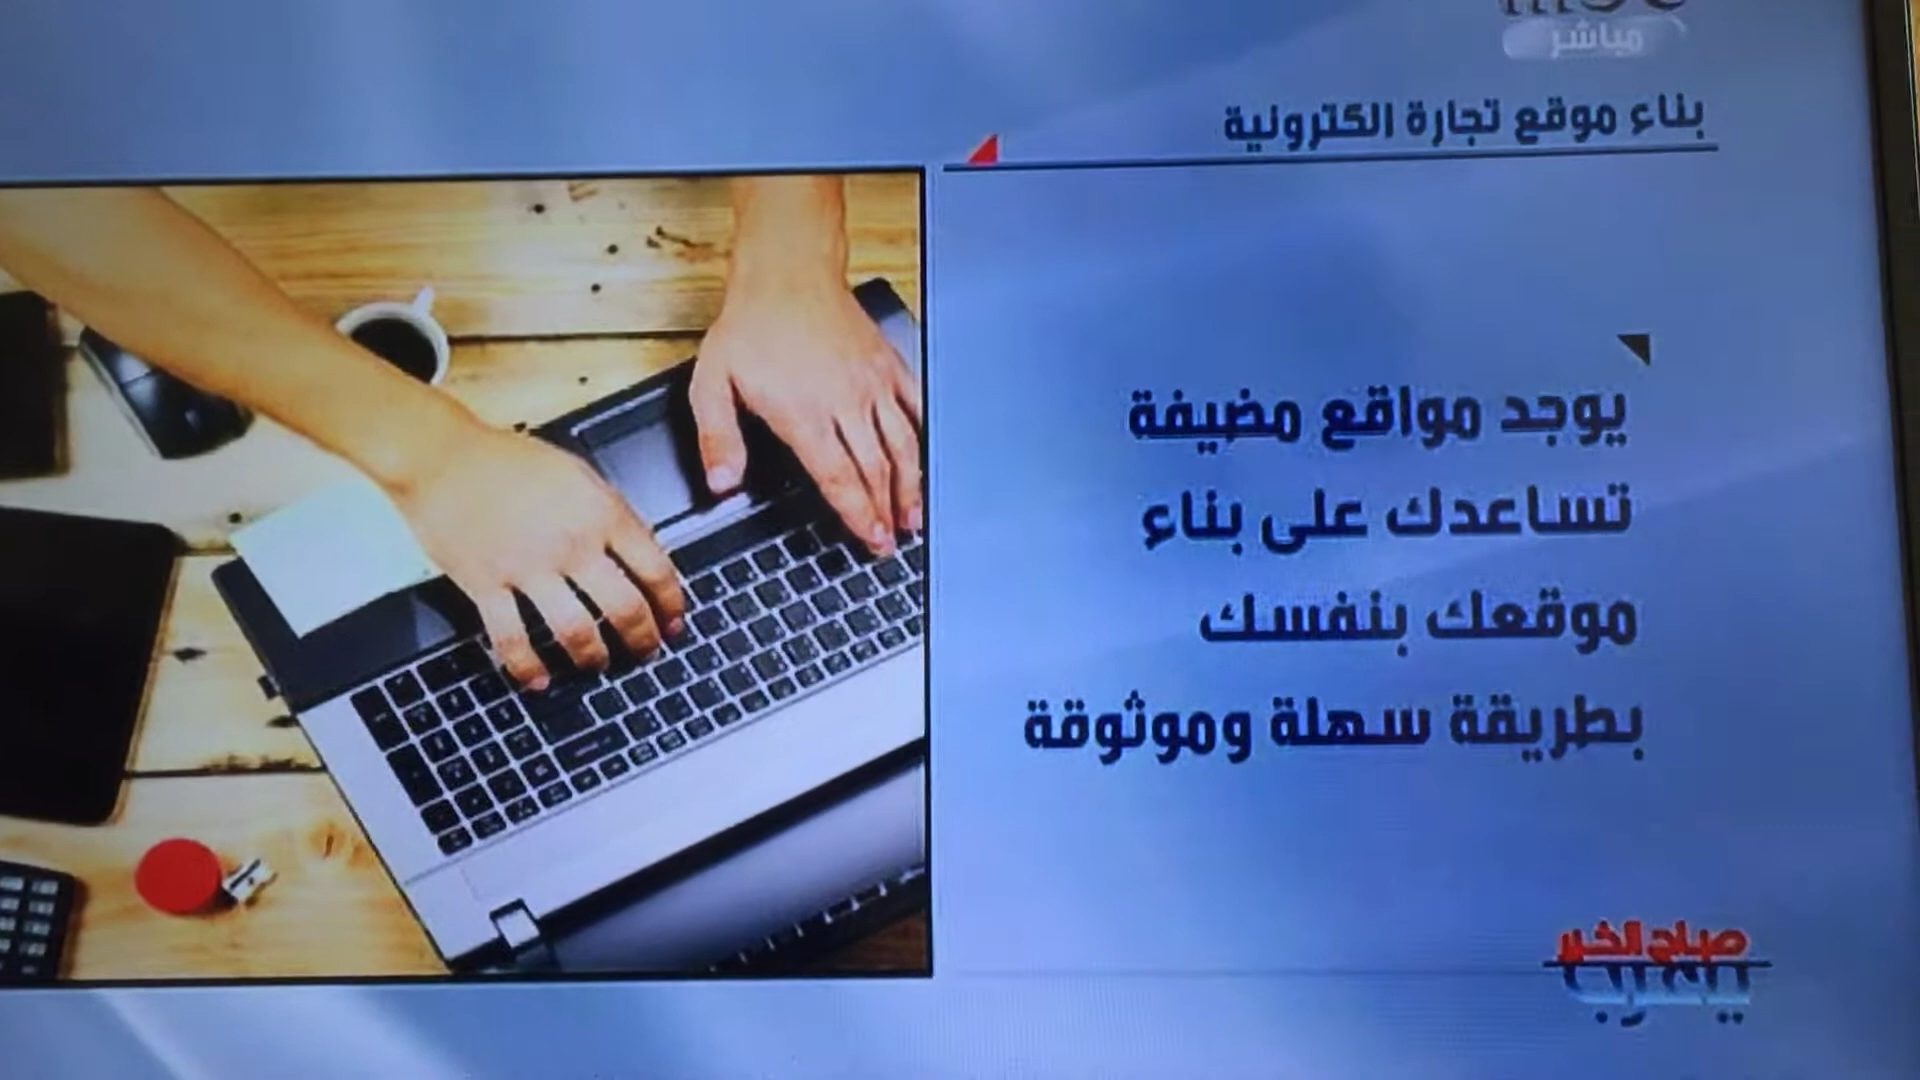 مباشر
بناء موقع تجارة الكترونية
يوجد مواقع مضيفة
تساعدك على بناء
موقعك بنفسك
بطريقة سهلة وموثوقة
صباح الخير
يا عرب